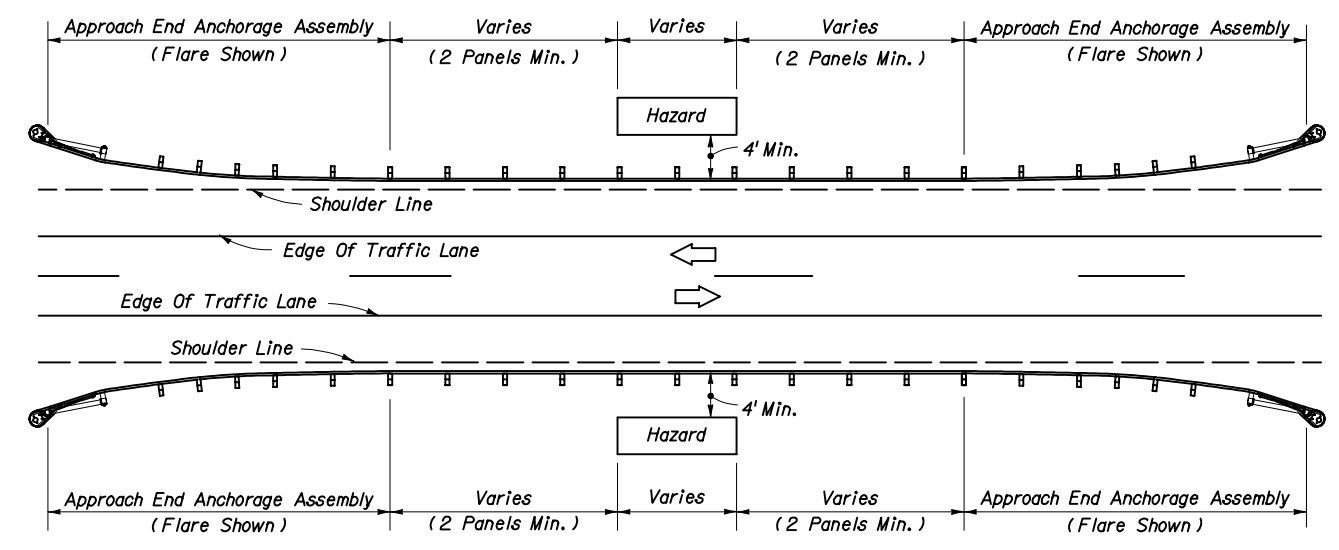 Approach End Anchorage Assembly
Varies
Varies
Varies
Approach End Anchorage Assembly
(Flare Shown)
(2 Panels Min.)
(2 Panels Min.)
(Flare Shown)
Hazard
4' Min.
Shoulder Line
Edge Of Traffic Lane
Edge Of Traffic Lane
Shoulder Line
4' Min.
Hazard
Approach End Anchorage Assembly
Varies
Varies
Varies
Approach End Anchorage Assembly
(Flare Shown)
(2 Panels Min.)
(2 Panels Min.)
(Flare Shown)